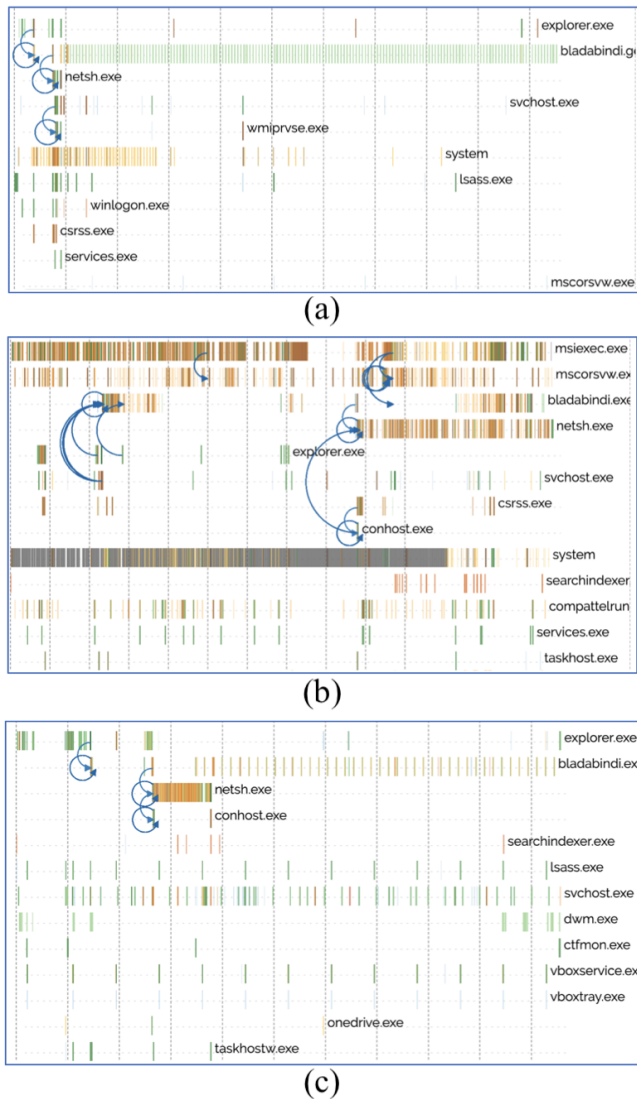 explorer.exe
bladabindi.ge
netsh.exe
svchost.exe
wmiprvse.exe
system
lsass.exe
winlogon.exe
csrss.exe
services.exe
mscorsvw.exe
(a)
msiexec.exe
mscorsvw.ex
bladabindi.exe
netsh.exe
explorer.exe
svchost.exe
csrss.exe
conhost.exe
system
searchindexer
compattelrun
services.exe
taskhost.exe
(b)
explorer.exe
bladabindi.ex
netsh.exe
conhost.exe
searchindexer.exe
lsass.exe
svchost.exe
dwm.exe
ctfmon.exe
vboxservice.ex
vboxtray.exe
onedrive.exe
taskhostw.exe
(c)